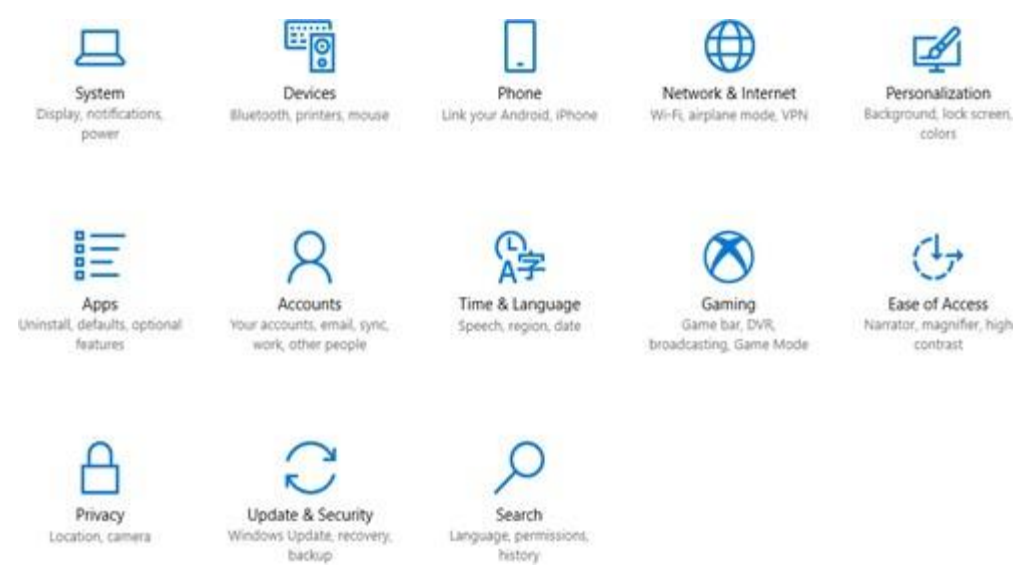 System
Display, notifications,
power
Devices
Bluetooth, printers, mouse
Phone
Link your Android, iPhone
Network & Internet
Wi-Fi, airplane mode, VPN
Personalization
Background, lock screen,
colors
Apps
Uninstall, defaults, optional
features
Accounts
Your accounts, email, sync,
work, other people
A字
Time & Language
Speech, region, date
Gaming
Game bar, DVR,
broadcasting, Game Mode
Ease of Access
Narrator, magnifier, high
contrast
Privacy
Location, camera
Update & Security
Windows Update, recovery,
backup
Search
Language, permissions,
history